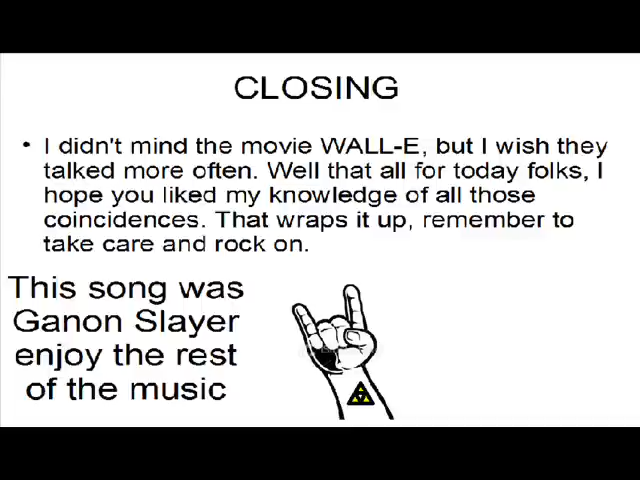 CLOSING
• I didn't mind the movie WALL-E, but I wish they
talked more often. Well that all for today folks, I
hope you liked my knowledge of all those
coincidences. That wraps it up, remember to
take care and rock on.
This song was
Ganon Slayer
enjoy the rest
of the music